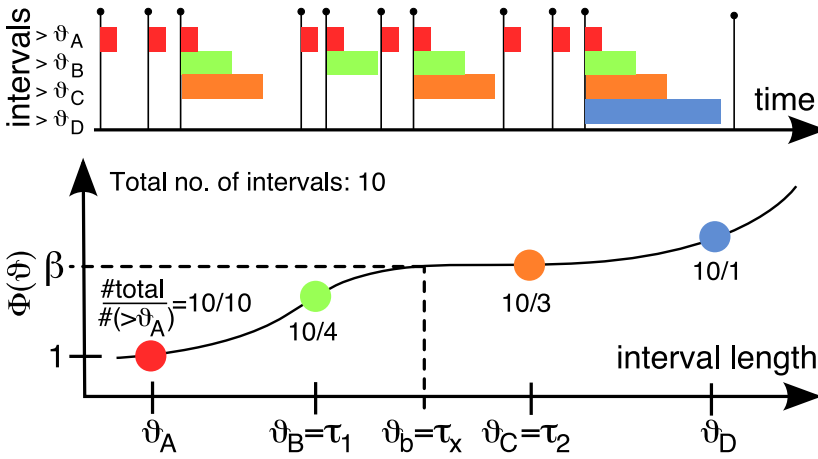 intervals
> ϑA
> ϑB
> ϑC
> ϑD
time
Total no. of intervals: 10
Φ(ϑ)
β
1
#total
#(>ϑA)
=10/10
10/4
10/3
10/1
interval length
ϑA
ϑB=τ1
ϑb=τx
ϑC=τ2
ϑD